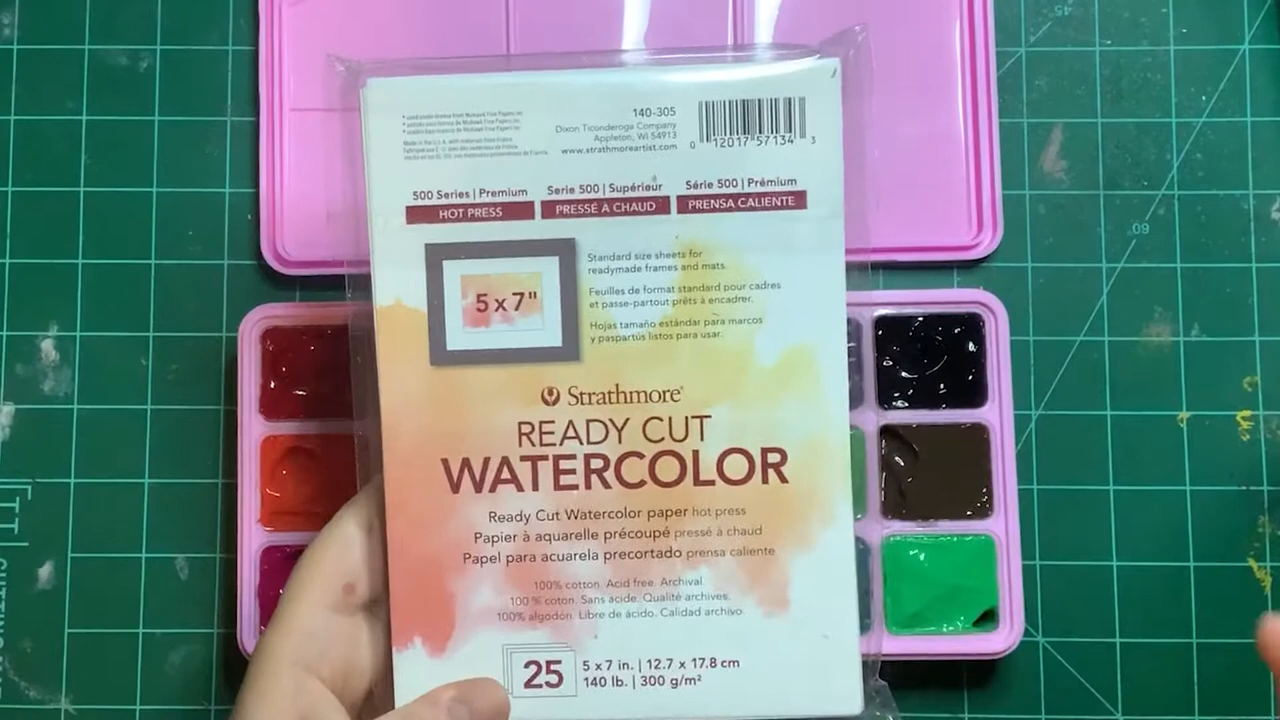 140-305
Dixon Ticonderoga Company
Appleton, WI 54913
www.strathmoreartist.com
0 12017 57134 3
500 Series | Premium
HOT PRESS
Serie 500 | Supérieur
PRESSÉ À CHAUD
Série 500 | Prémium
PRENSA CALIENTE
5 x 7"
Standard size sheets for
readymade frames and mats.
Feuilles de format standard pour cadres
et passe-partout prêts à encadrer.
Hojas tamaño estándar para marcos
y paspartús listos para usar.
Strathmore®
READY CUT
WATERCOLOR
Ready Cut Watercolor paper hot press
Papier à aquarelle précoupé pressé à chaud
Papel para acuarela precortado prensa caliente
100% cotton. Acid free. Archival.
100 % coton. Sans acide. Qualité archives.
100% algodón. Libre de ácido. Calidad archivo.
25
5 x 7 in. | 12.7 x 17.8 cm
140 lb. | 300 g/m²
45
60